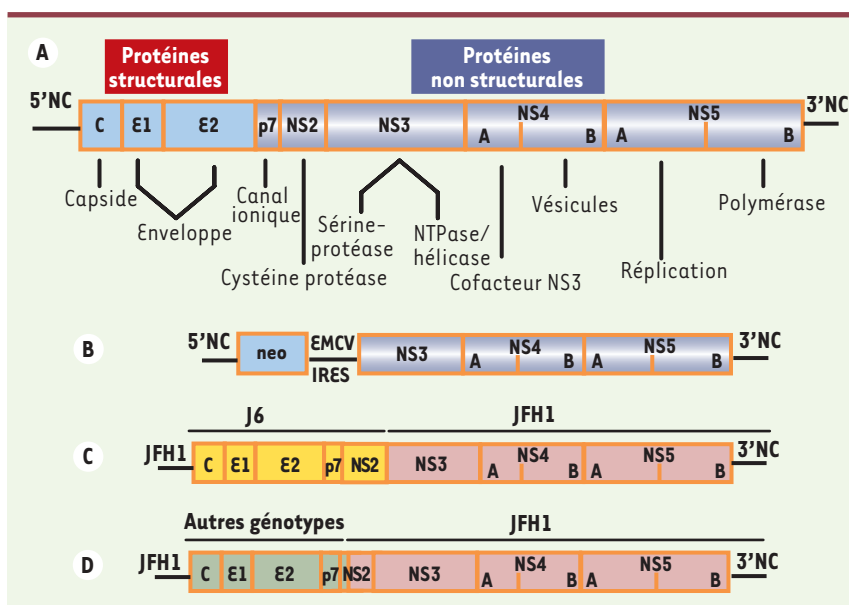 A
Protéines
structurales
Protéines
non structurales
5’NC
C
E1
E2
p7
NS2
NS3
NS4
A
B
NS5
A
B
3’NC
Capside
Enveloppe
Canal
ionique
Cystéine protéase
Sérine-
protéase
NTPase/
hélicase
Cofacteur NS3
Vésicules
Réplication
Polymérase
B
5’NC
neo
EMCV
IRES
NS3
NS4
A
B
NS5
A
B
3’NC
C
J6
JFH1
JFH1
C
E1
E2
p7
NS2
NS3
NS4
A
B
NS5
A
B
3’NC
D
Autres génotypes
JFH1
JFH1
C
E1
E2
p7
NS2
NS3
NS4
A
B
NS5
A
B
3’NC